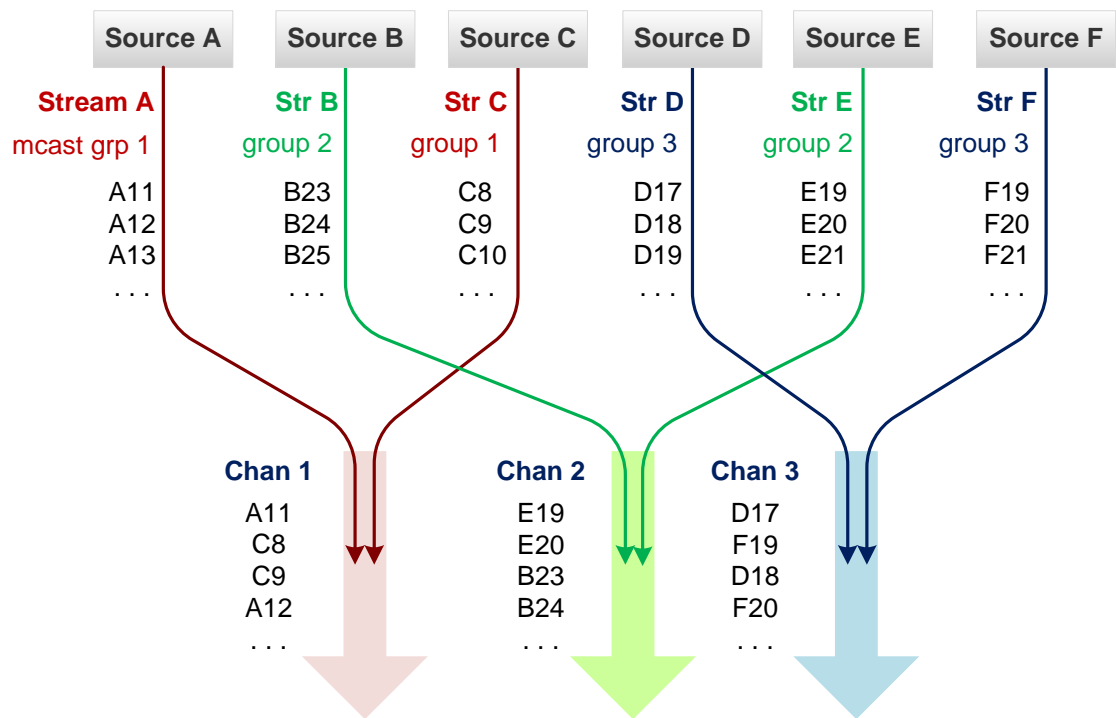 Source A
Source B
Source C
Source D
Source E
Source F
Stream A
Str B
Str C
Str D
Str E
Str F
mcast grp 1
group 2
group 1
group 3
group 2
group 3
A11
A12
A13
. . .
B23
B24
B25
. . .
C8
C9
C10
. . .
D17
D18
D19
. . .
E19
E20
E21
. . .
F19
F20
F21
. . .
Chan 1
A11
C8
C9
A12
. . .
Chan 2
E19
E20
B23
B24
. . .
Chan 3
D17
F19
D18
F20
. . .